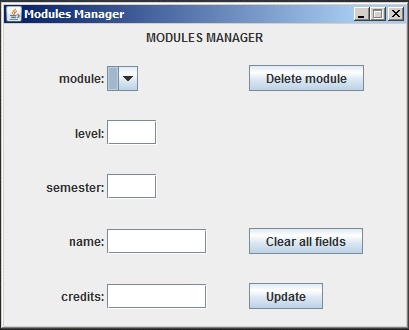 Modules Manager
MODULES MANAGER
module: Delete module
level:
semester:
name: Clear all fields
credits: Update